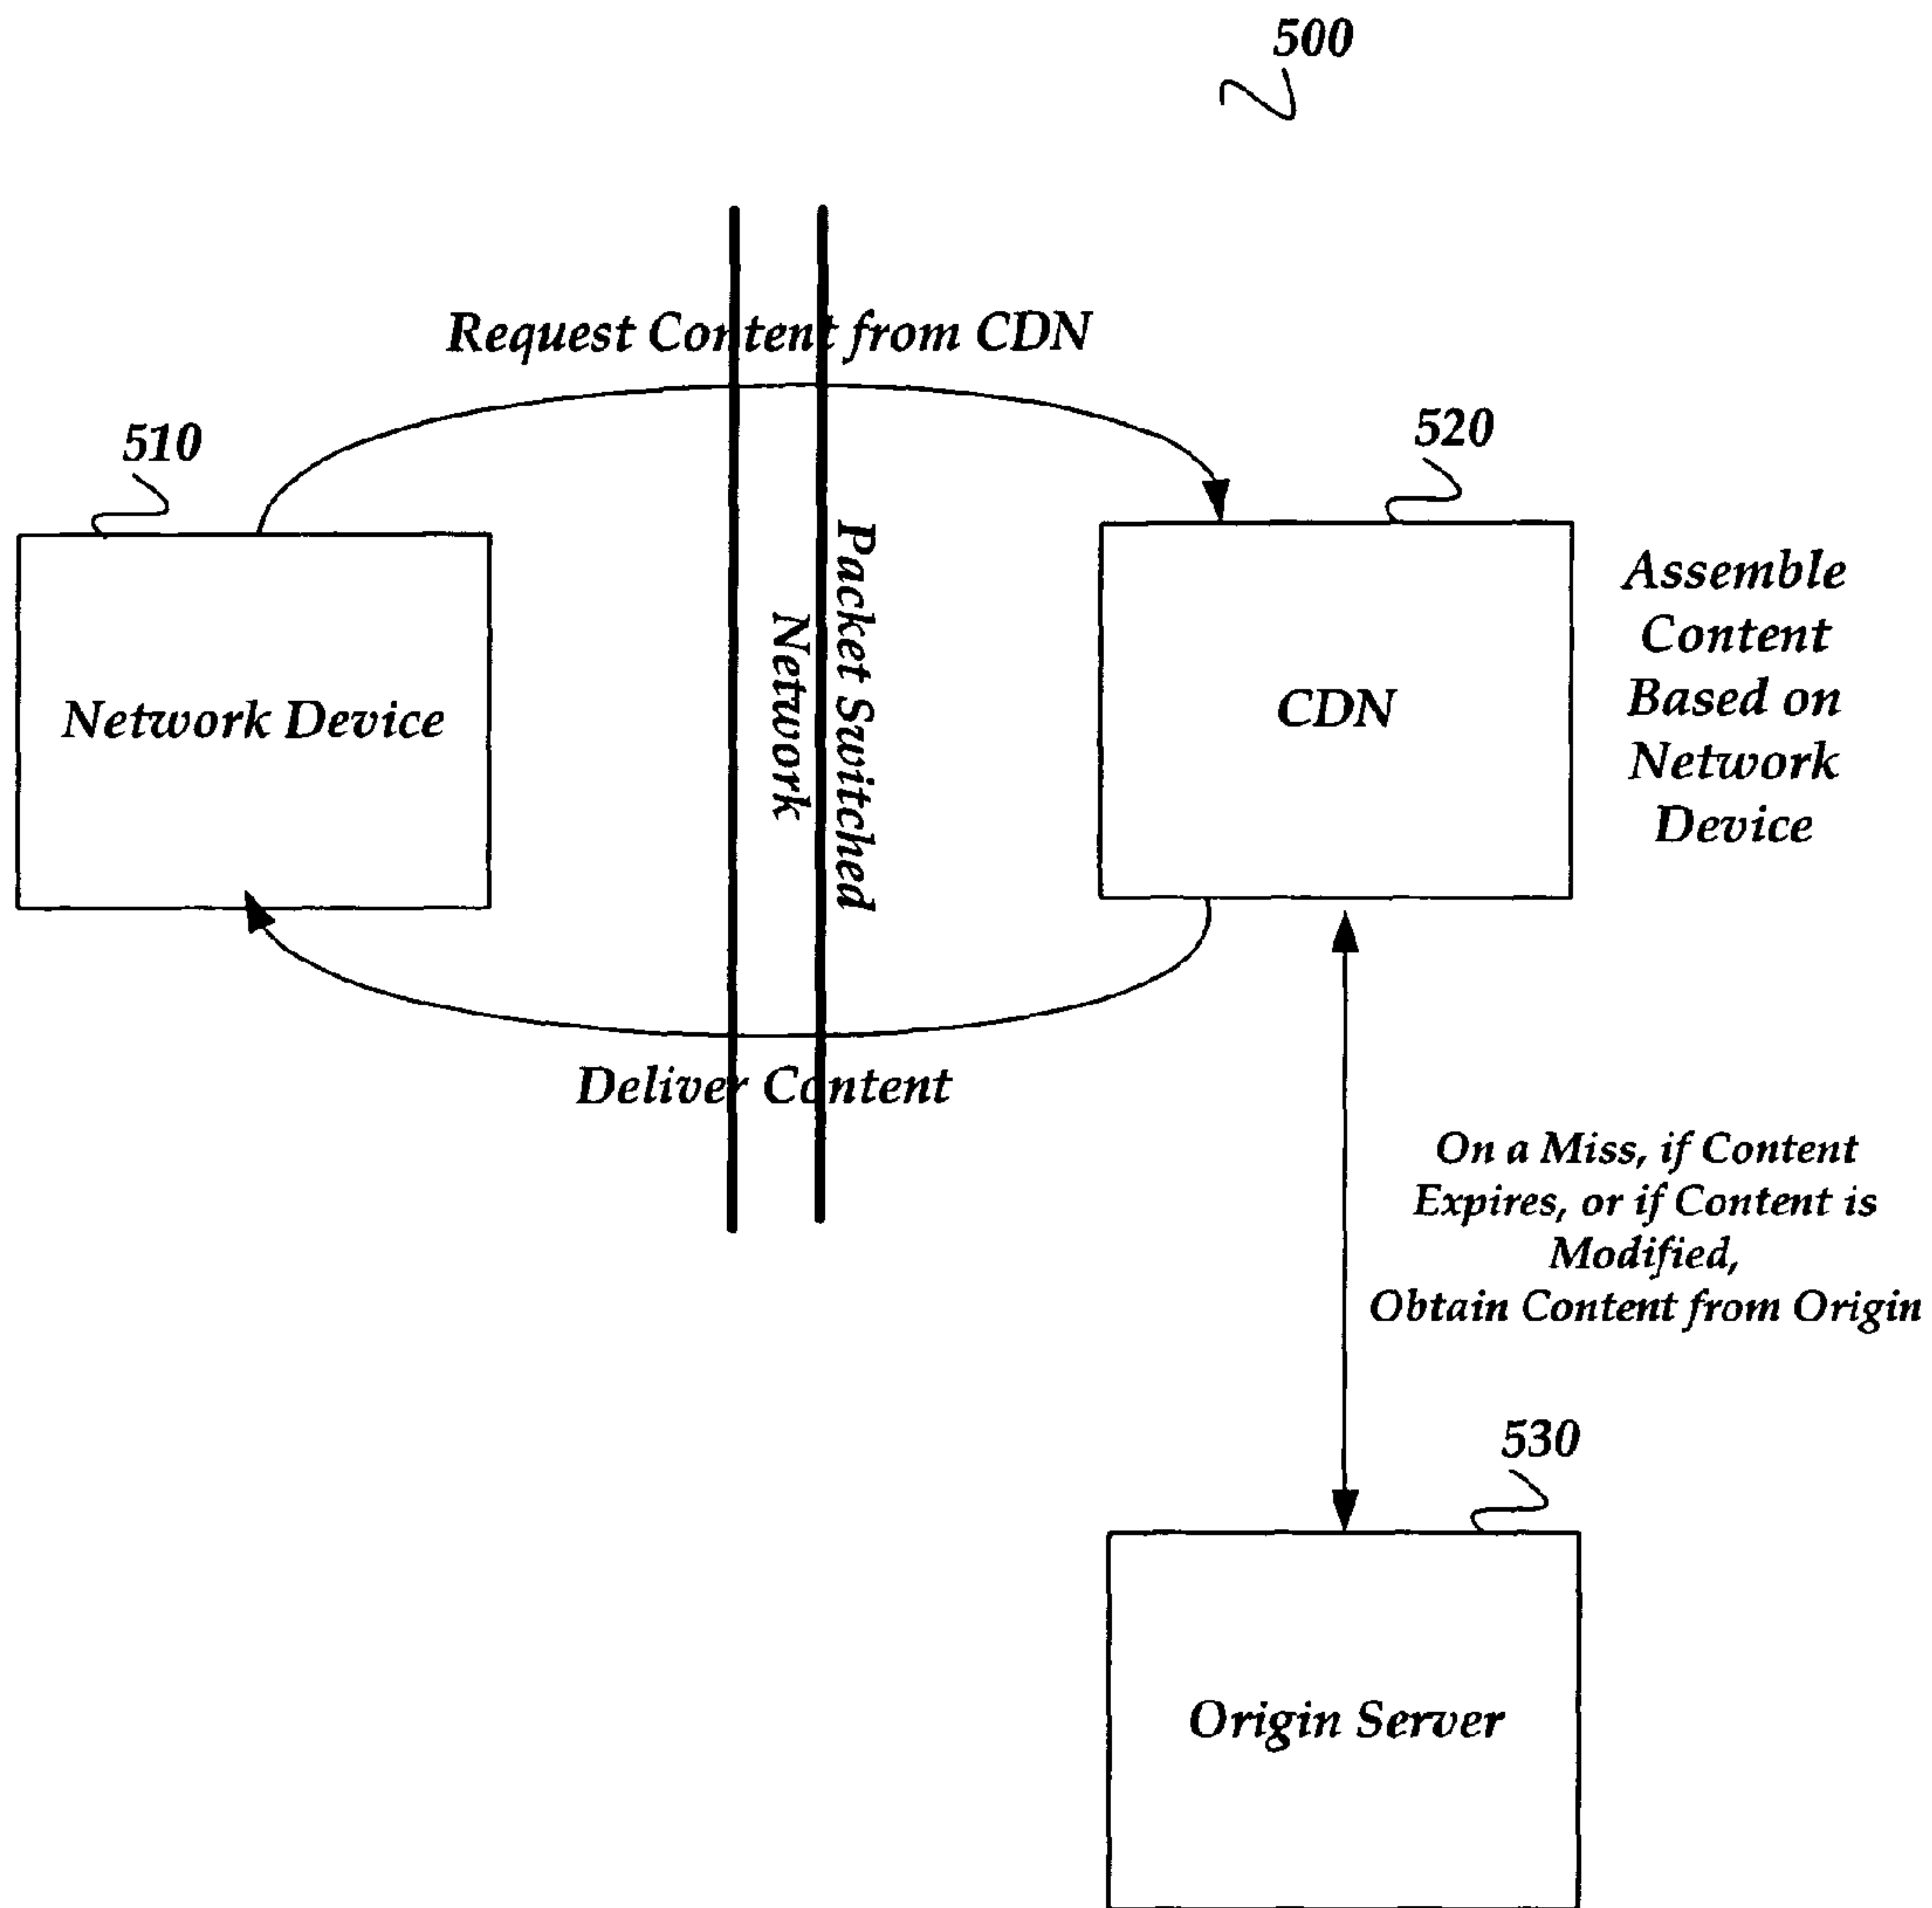 500
Request Content from CDN
510
520
Network Device
Packet Switched
Network
CDN
Assemble
Content
Based on
Network
Device
Deliver Content
On a Miss, if Content
Expires, or if Content is
Modified,
Obtain Content from Origin
530
Origin Server